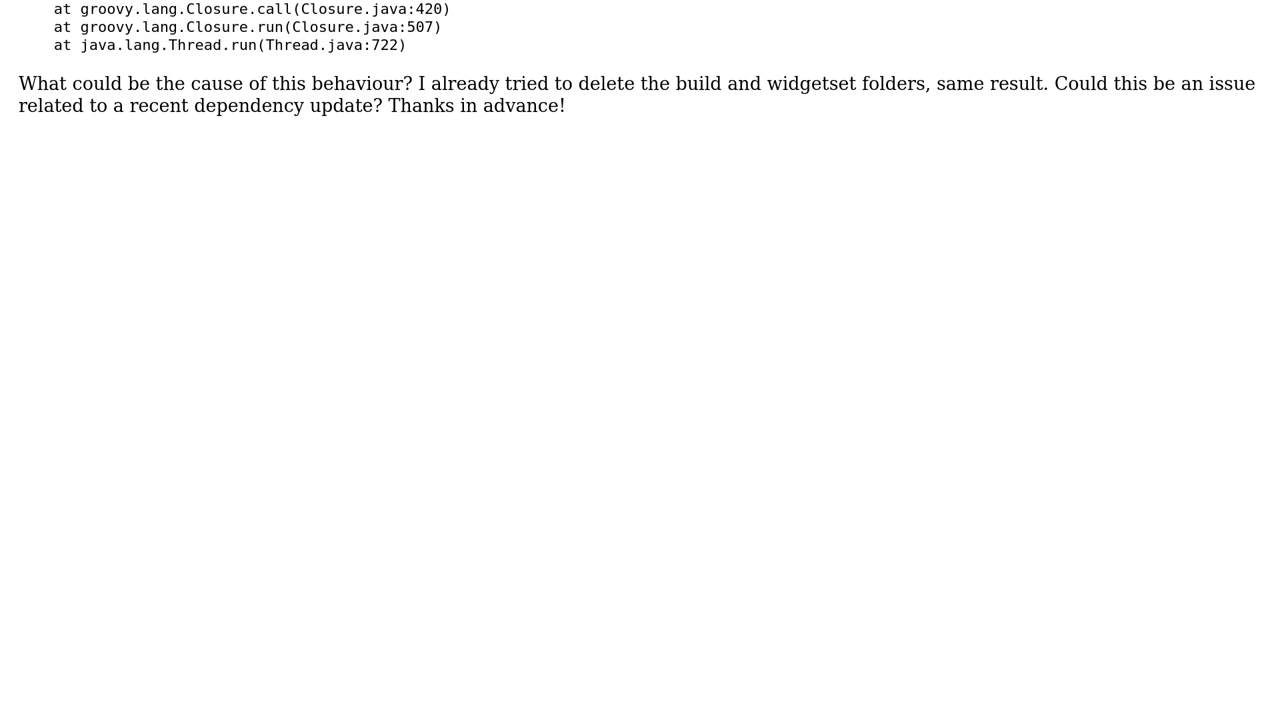 at groovy.lang.Closure.call(Closure.java:420)
at groovy.lang.Closure.run(Closure.java:507)
at java.lang.Thread.run(Thread.java:722)
What could be the cause of this behaviour? I already tried to delete the build and widgetset folders, same result. Could this be an issue
related to a recent dependency update? Thanks in advance!